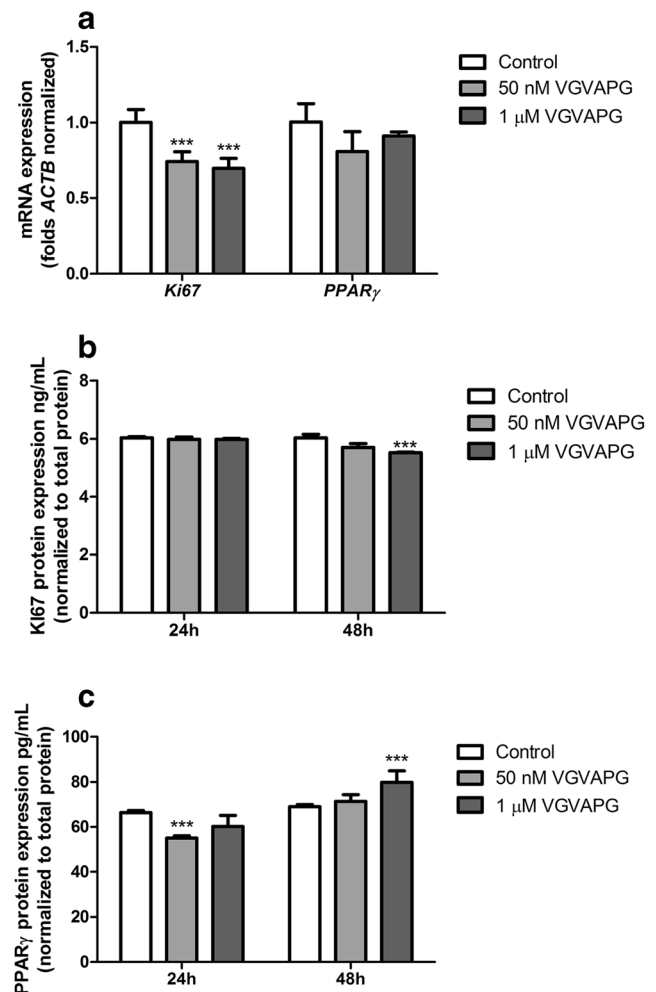 a
mRNA expression
(folds ACTB normalized)
1.5
1.0
0.5
0.0
***
***
Ki67
PPARγ
Control
50 nM VGVAPG
1 μM VGVAPG
b
KI67 protein expression ng/mL
(normalized to total protein)
8
6
4
2
0
***
24h
48h
Control
50 nM VGVAPG
1 μM VGVAPG
c
PPARγ protein expression pg/mL
(normalized to total protein)
100
80
60
40
20
0
***
***
24h
48h
Control
50 nM VGVAPG
1 μM VGVAPG